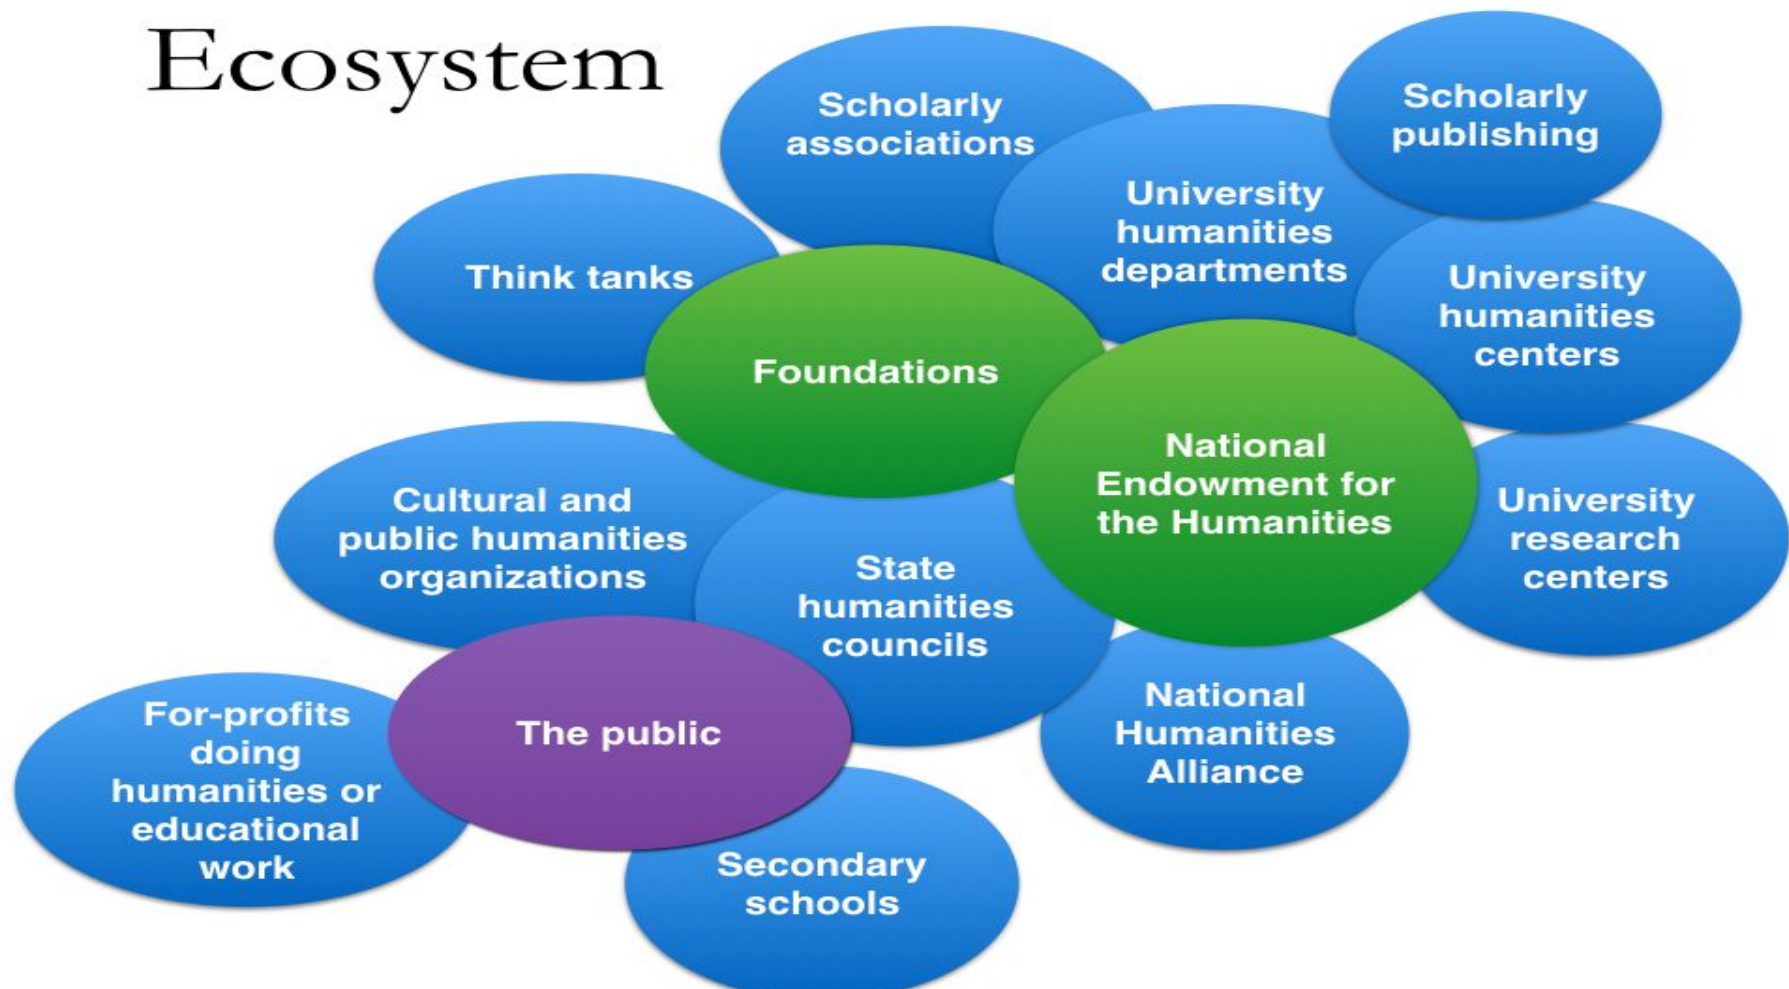 Ecosystem
Scholarly
associations
Scholarly
publishing
University
humanities
departments
Think tanks
University
humanities
centers
Foundations
National
Endowment for
the Humanities
Cultural and
public humanities
organizations
University
research
centers
State
humanities
councils
National
Humanities
Alliance
The public
For-profits
doing
humanities or
educational
work
Secondary
schools